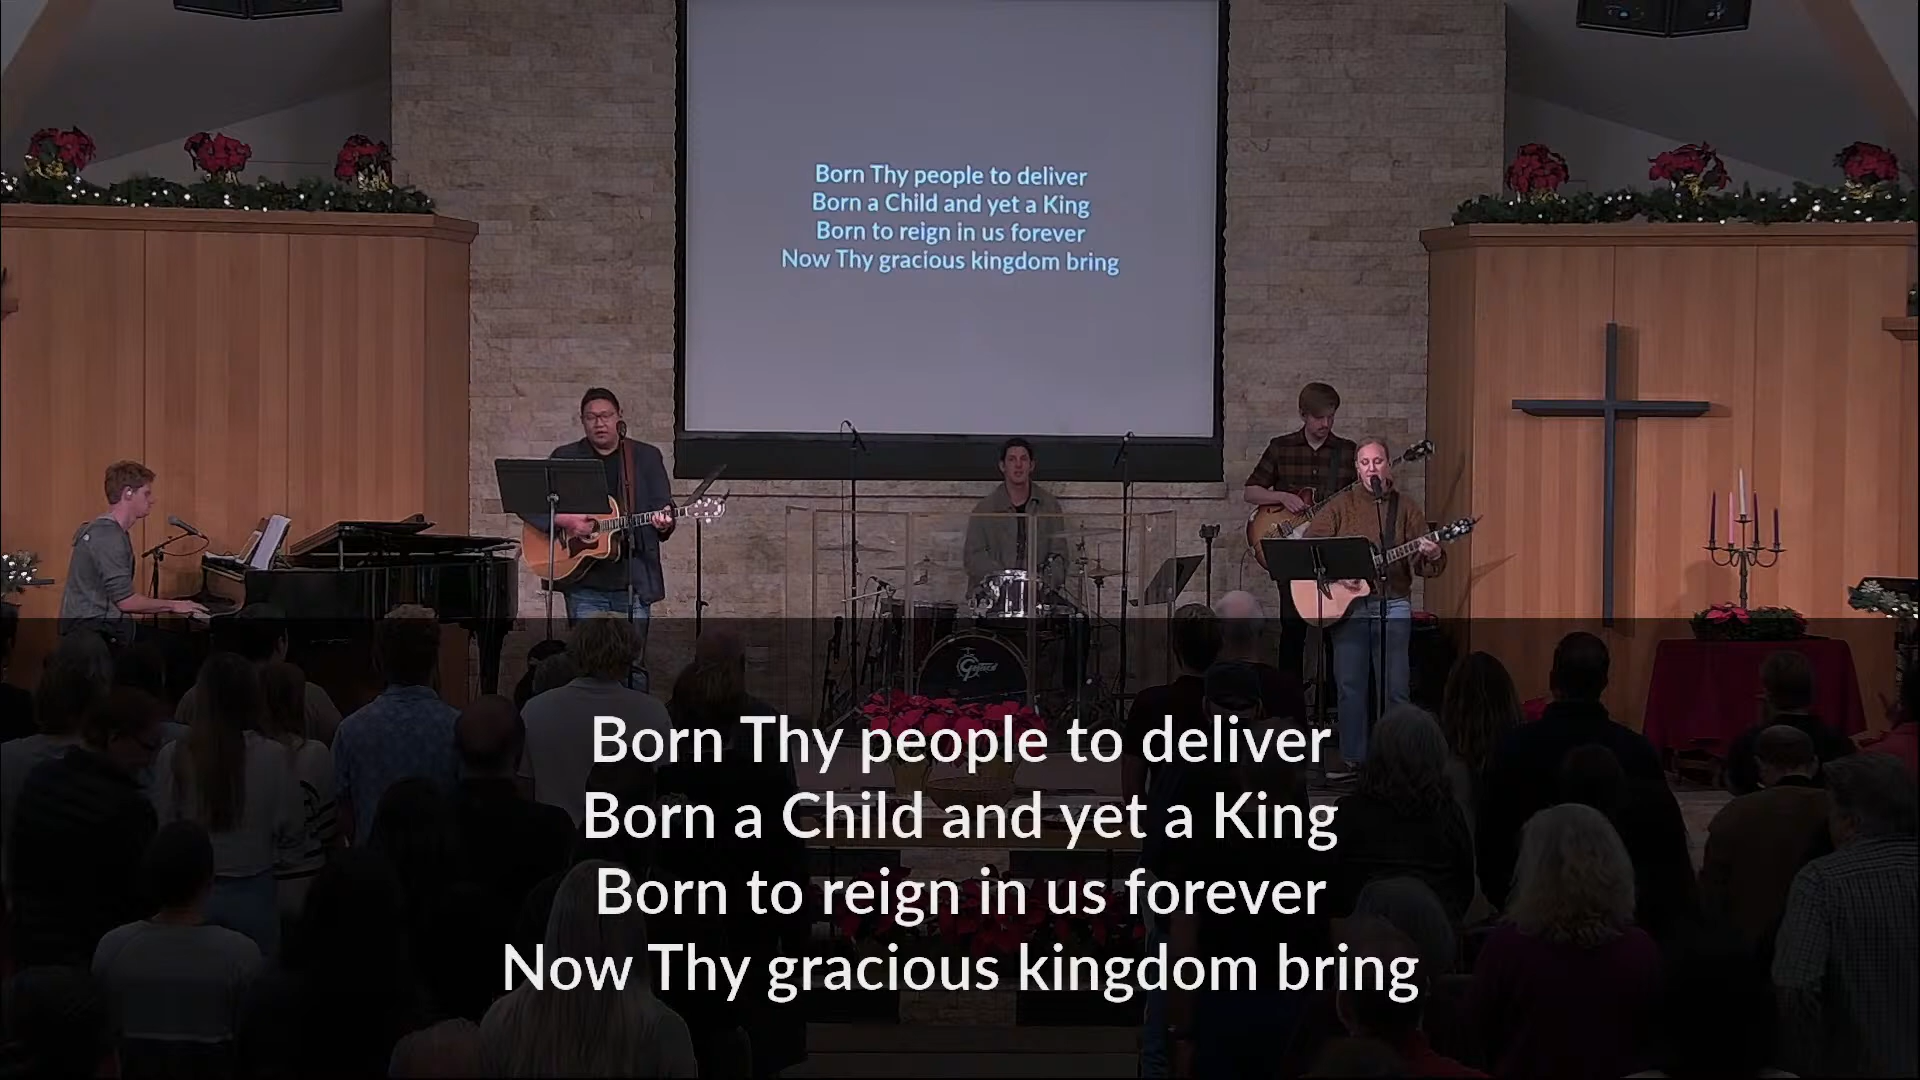 Born Thy people to deliver
Born a Child and yet a King
Born to reign in us forever
Now Thy gracious kingdom bring
Born Thy people to deliver
Born a Child and yet a King
Born to reign in us forever
Now Thy gracious kingdom bring